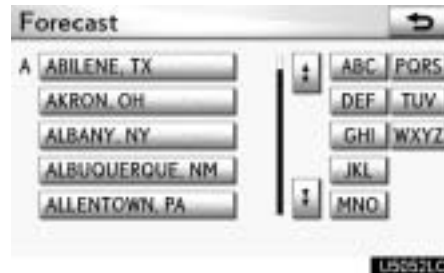 Forecast
A ABILENE, TX
AKRON, OH
ALBANY, NY
ALBUQUERQUE, NM
ALLENTOWN, PA
ABC PQRS
DEF TUV
GHI WXYZ
JKL
MNO
US052LC